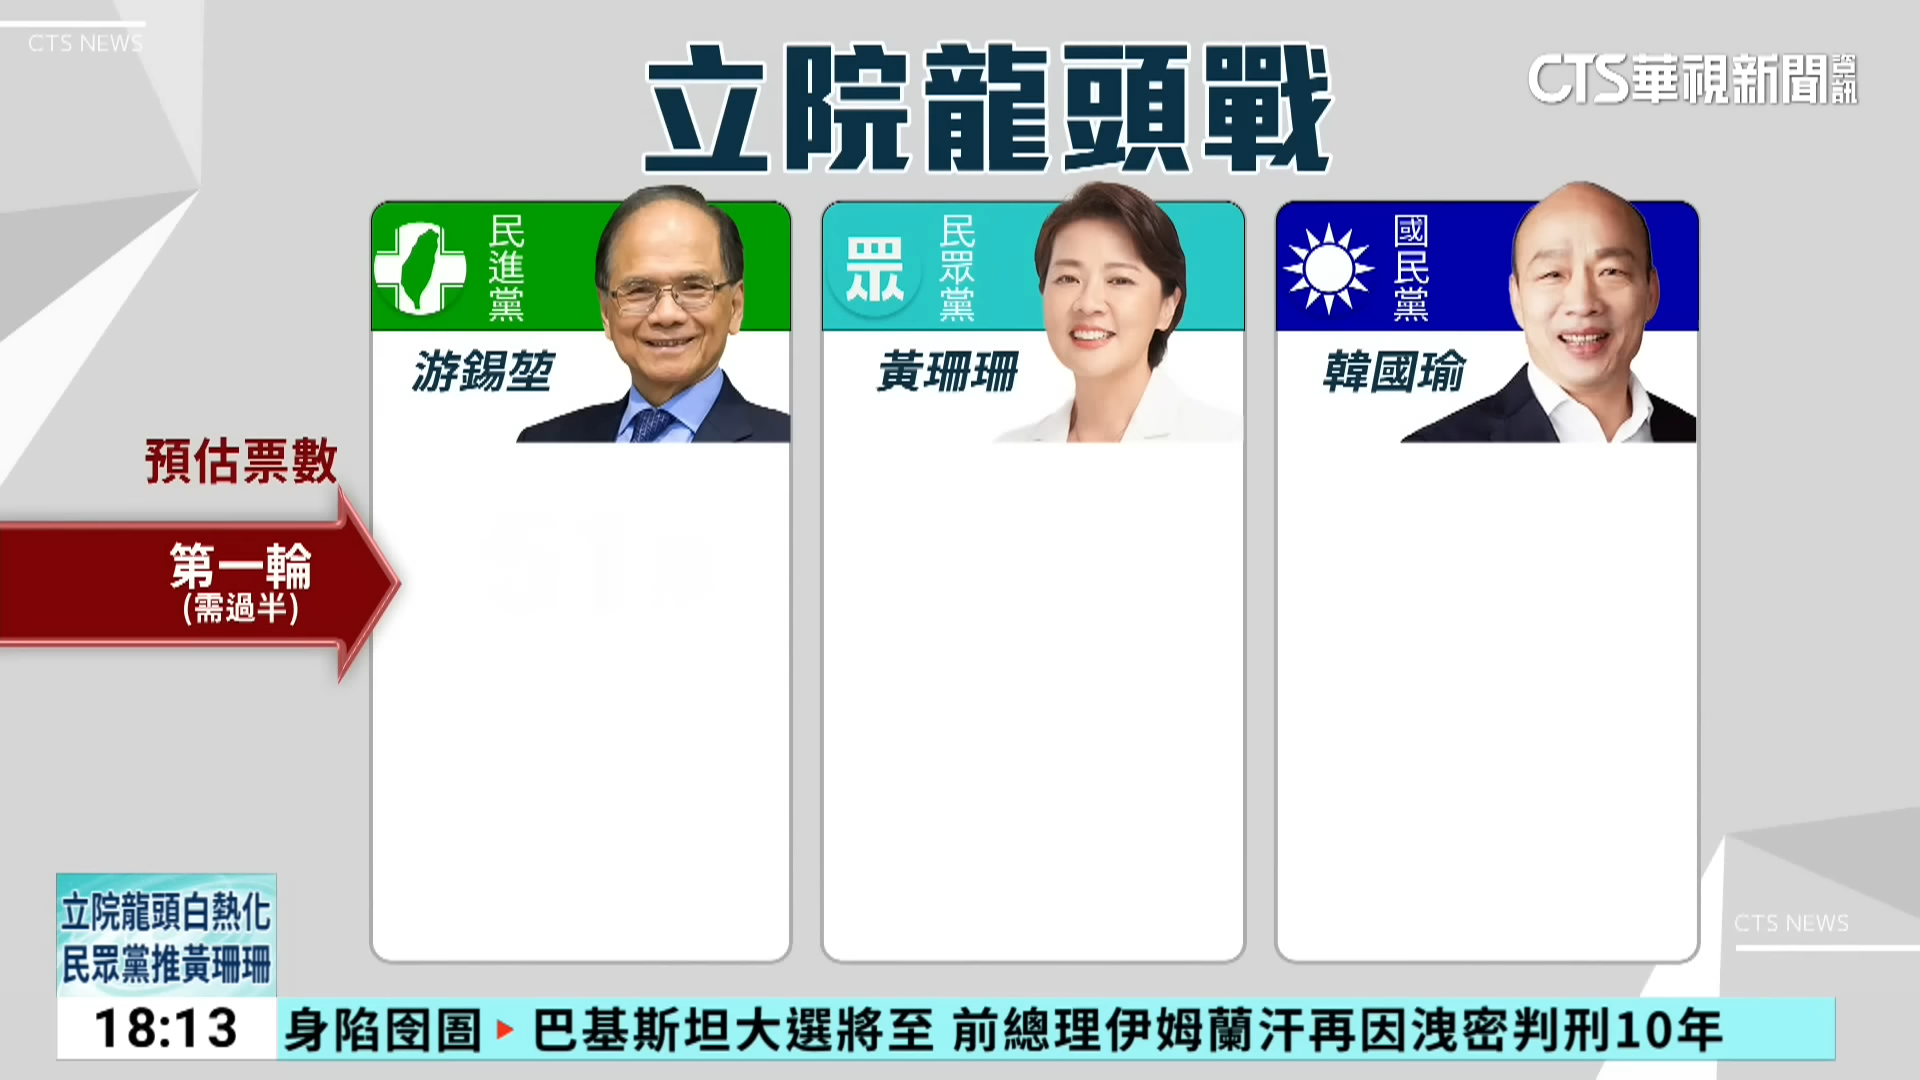 CTS NEWS
立院龍頭戰
CTS華視新聞資訊
民進黨
游錫堃
眾
民眾黨
黃珊珊
國民黨
韓國瑜
預估票數
第一輪
(需過半)
CTS NEWS
立院龍頭白熱化
民眾黨推黃珊珊
18:13
身陷囹圄▶巴基斯坦大選將至 前總理伊姆蘭汗再因洩密判刑10年